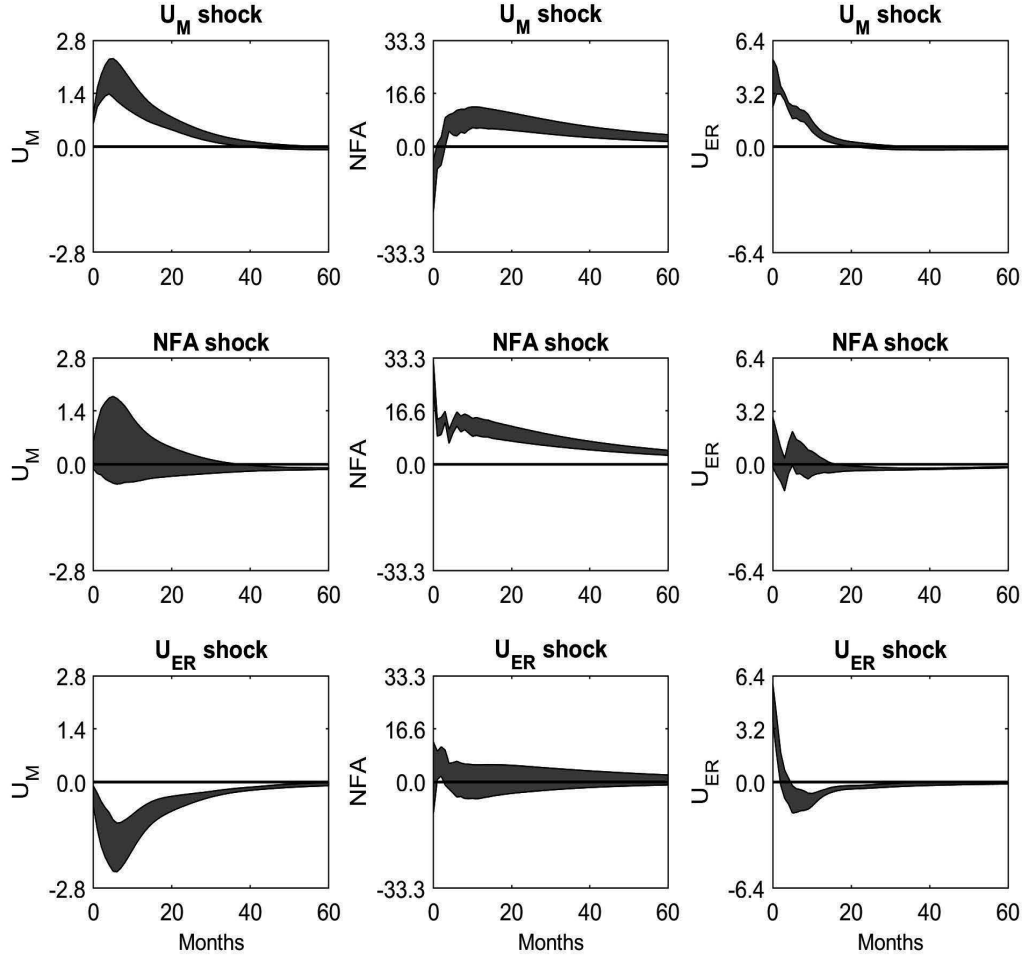 U_M shock
U_M shock
U_M shock
2.8
1.4
0.0
-2.8
U_M
0 20 40 60
33.3
16.6
0.0
-33.3
NFA
0 20 40 60
6.4
3.2
0.0
-6.4
U_ER
0 20 40 60
NFA shock
NFA shock
NFA shock
2.8
1.4
0.0
-2.8
U_M
0 20 40 60
33.3
16.6
0.0
-33.3
NFA
0 20 40 60
6.4
3.2
0.0
-6.4
U_ER
0 20 40 60
U_ER shock
U_ER shock
U_ER shock
2.8
1.4
0.0
-2.8
U_M
0 20 40 60
Months
33.3
16.6
0.0
-33.3
NFA
0 20 40 60
Months
6.4
3.2
0.0
-6.4
U_ER
0 20 40 60
Months